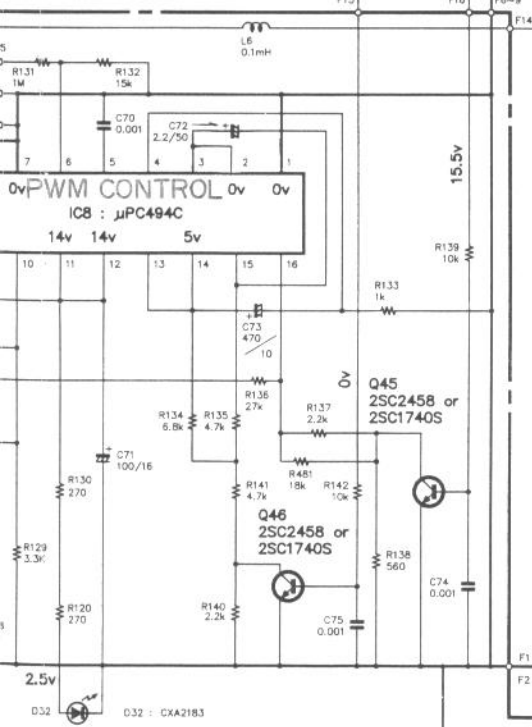 F14
L6
0.1mH
R131
1M
R132
15k
C70
0.001
C72
2.2/50
7 6 5 4 3 2 1
0v PWM CONTROL 0v 0v
IC8 : µPC494C
14v 14v 5v
10 11 12 13 14 15 16
15.5v
R139
10k
R133
1k
C73
470
/10
0v
Q45
2SC2458 or
2SC1740S
R136
27k
R134
6.8k
R135
4.7k
R137
2.2k
C71
100/16
R481
18k
R130
270
R141
4.7k
R142
10k
Q46
2SC2458 or
2SC1740S
R129
3.3K
R138
560
C74
0.001
R120
270
R140
2.2k
C75
0.001
2.5v
F1
F2
D32
D32 : CXA2183